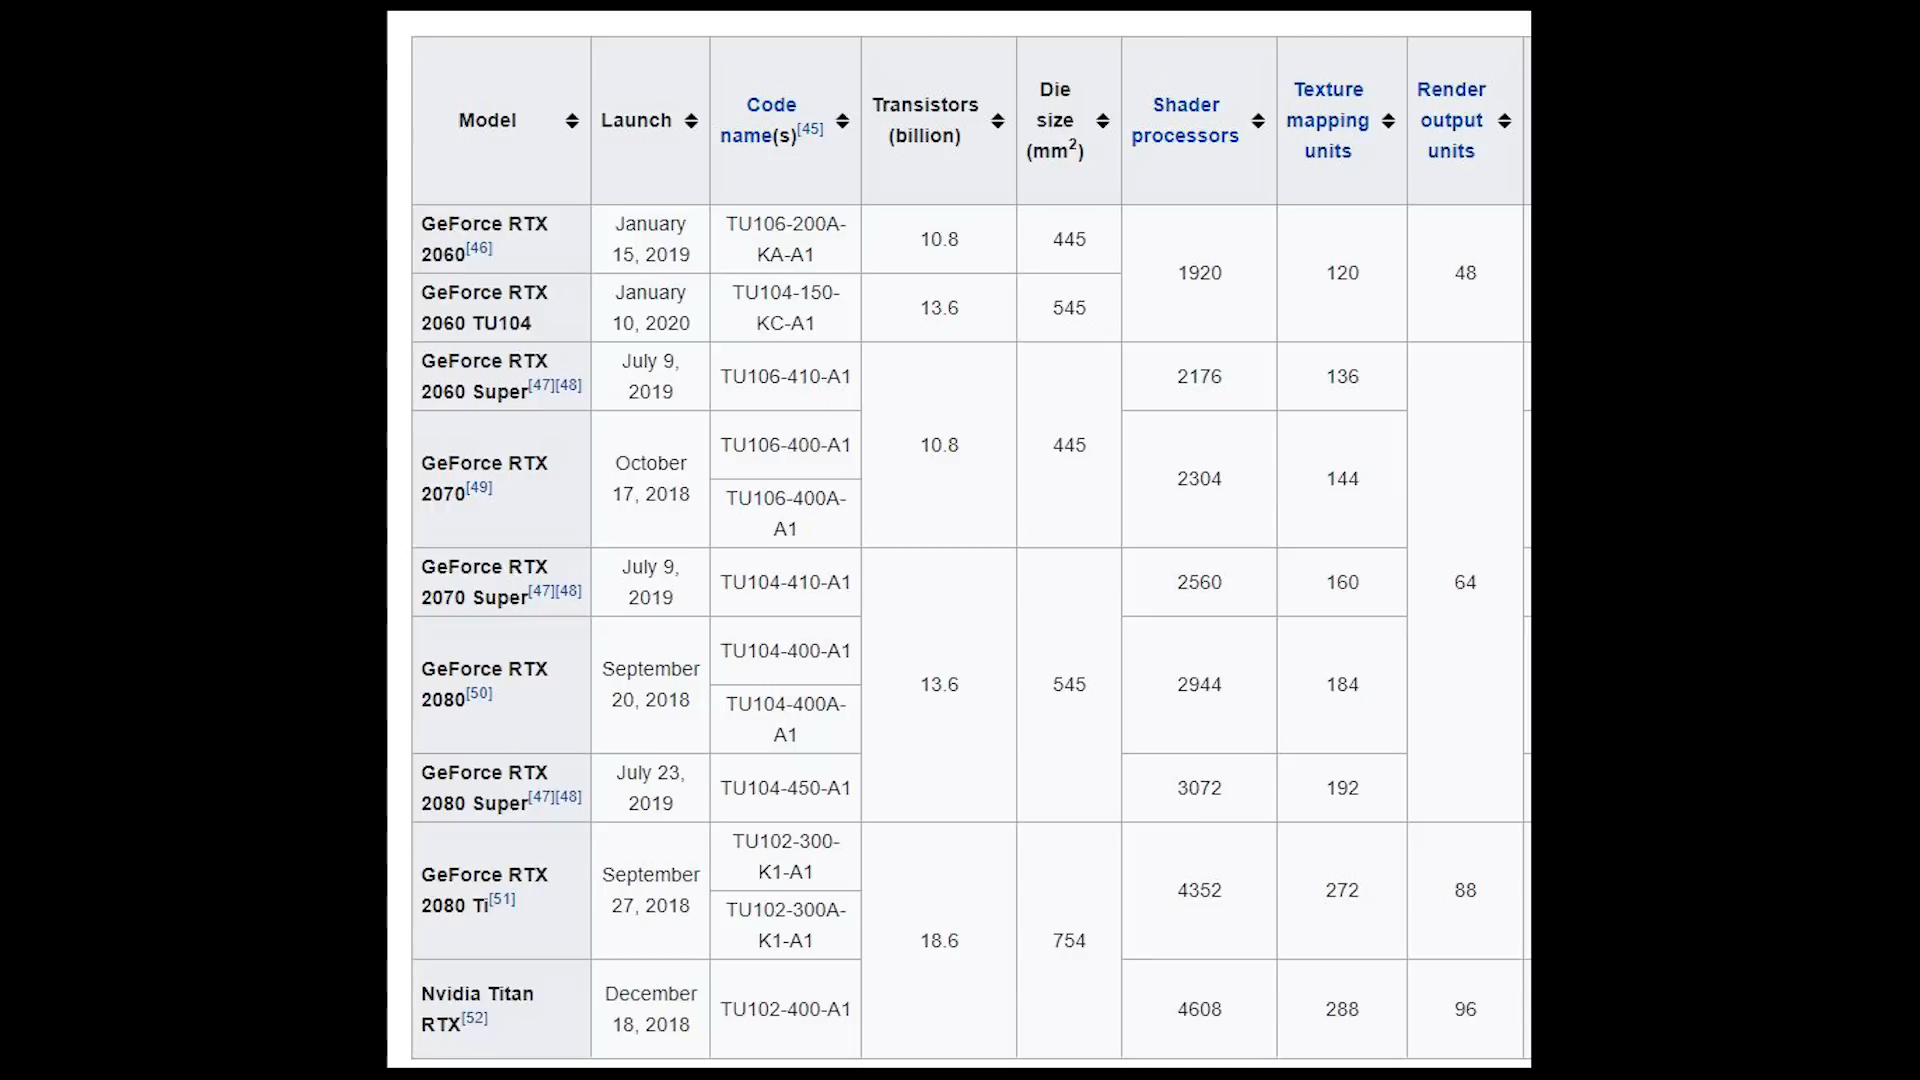 Model
Launch
Code
name(s)[45]
Transistors
(billion)
Die
size
(mm2)
Shader
processors
Texture
mapping
units
Render
output
units
GeForce RTX
2060[46]
January
15, 2019
TU106-200A-
KA-A1
10.8
445
1920
120
48
GeForce RTX
2060 TU104
January
10, 2020
TU104-150-
KC-A1
13.6
545
GeForce RTX
2060 Super[47][48]
July 9,
2019
TU106-410-A1
10.8
445
2176
136
64
GeForce RTX
2070[49]
October
17, 2018
TU106-400-A1
TU106-400A-
A1
2304
144
GeForce RTX
2070 Super[47][48]
July 9,
2019
TU104-410-A1
13.6
545
2560
160
GeForce RTX
2080[50]
September
20, 2018
TU104-400-A1
TU104-400A-
A1
2944
184
GeForce RTX
2080 Super[47][48]
July 23,
2019
TU104-450-A1
3072
192
GeForce RTX
2080 Ti[51]
September
27, 2018
TU102-300-
K1-A1
TU102-300A-
K1-A1
18.6
754
4352
272
88
Nvidia Titan
RTX[52]
December
18, 2018
TU102-400-A1
4608
288
96